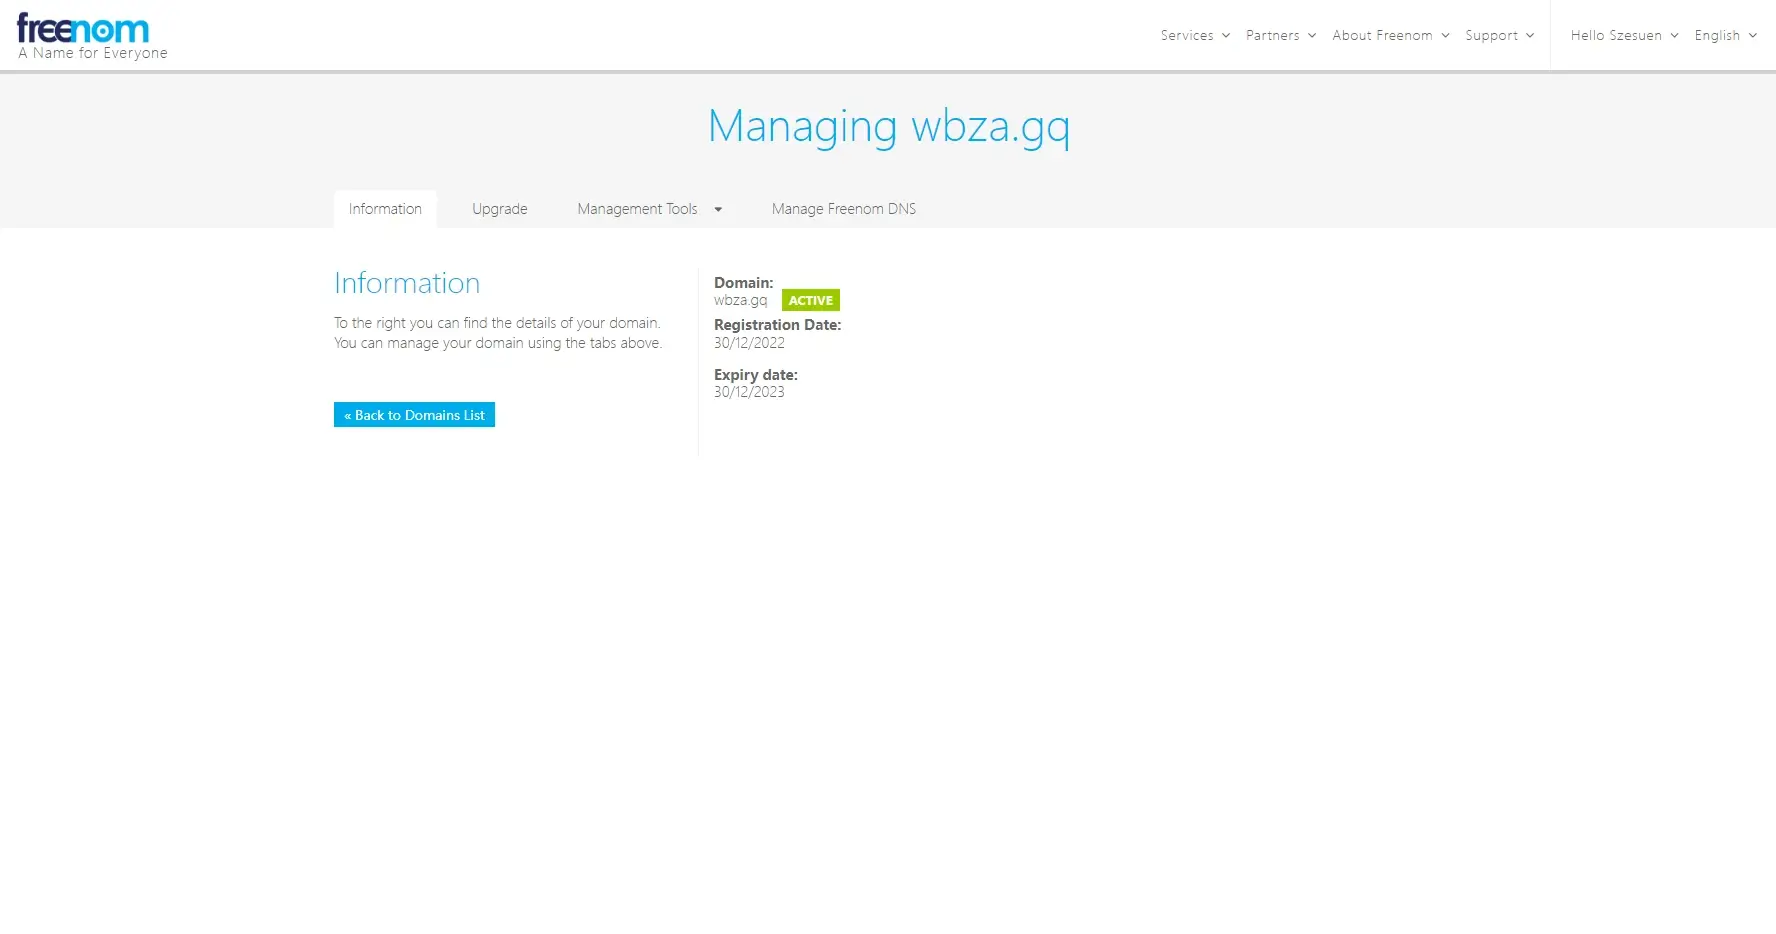 freenom
A Name for Everyone
Services Partners About Freenom Support Hello Szesuen English
Managing wbza.gq
Information Upgrade Management Tools Manage Freenom DNS
Information
To the right you can find the details of your domain.
You can manage your domain using the tabs above.
« Back to Domains List
Domain:
wbza.gq ACTIVE
Registration Date:
30/12/2022
Expiry date:
30/12/2023